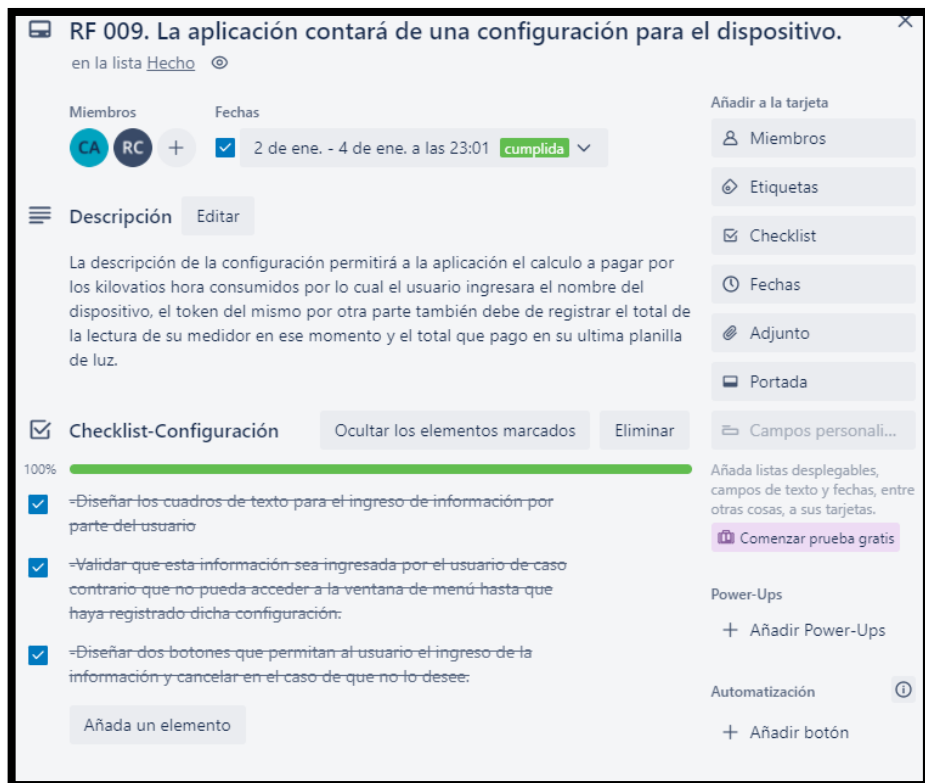 RF 009. La aplicación contará de una configuración para el dispositivo.
en la lista Hecho
Miembros
Fechas
CA RC +
2 de ene. - 4 de ene. a las 23:01 cumplida
Descripción Editar
La descripción de la configuración permitirá a la aplicación el calculo a pagar por
los kilovatios hora consumidos por lo cual el usuario ingresara el nombre del
dispositivo, el token del mismo por otra parte también debe de registrar el total de
la lectura de su medidor en ese momento y el total que pago en su ultima planilla
de luz.
Checklist-Configuración Ocultar los elementos marcados Eliminar
100%
-Diseñar los cuadros de texto para el ingreso de información por
parte del usuario
-Validar que esta información sea ingresada por el usuario de caso
contrario que no pueda acceder a la ventana de menú hasta que
haya registrado dicha configuración.
-Diseñar dos botones que permitan al usuario el ingreso de la
información y cancelar en el caso de que no lo desee.
Añada un elemento
Añadir a la tarjeta
Miembros
Etiquetas
Checklist
Fechas
Adjunto
Portada
Campos personali...
Añada listas desplegables,
campos de texto y fechas, entre
otras cosas, a sus tarjetas.
Comenzar prueba gratis
Power-Ups
+ Añadir Power-Ups
Automatización
+ Añadir botón